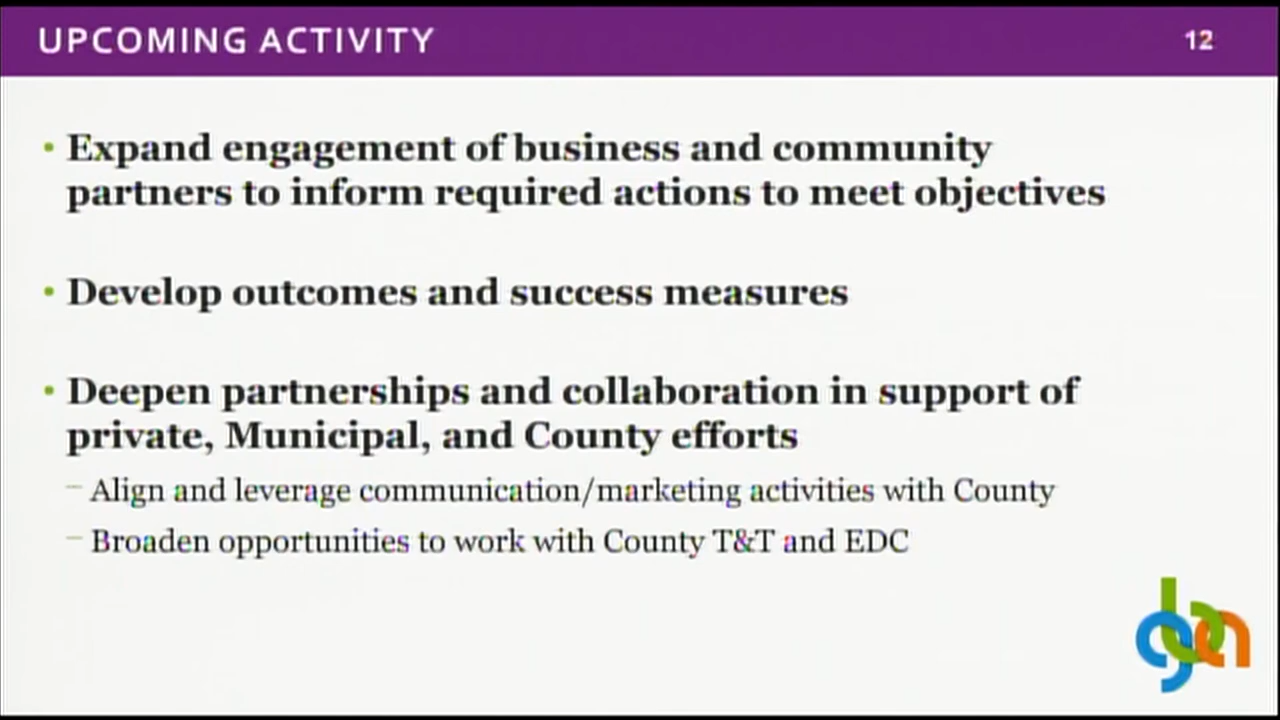 UPCOMING ACTIVITY
12
• Expand engagement of business and community
partners to inform required actions to meet objectives
• Develop outcomes and success measures
• Deepen partnerships and collaboration in support of
private, Municipal, and County efforts
– Align and leverage communication/marketing activities with County
– Broaden opportunities to work with County T&T and EDC
gba